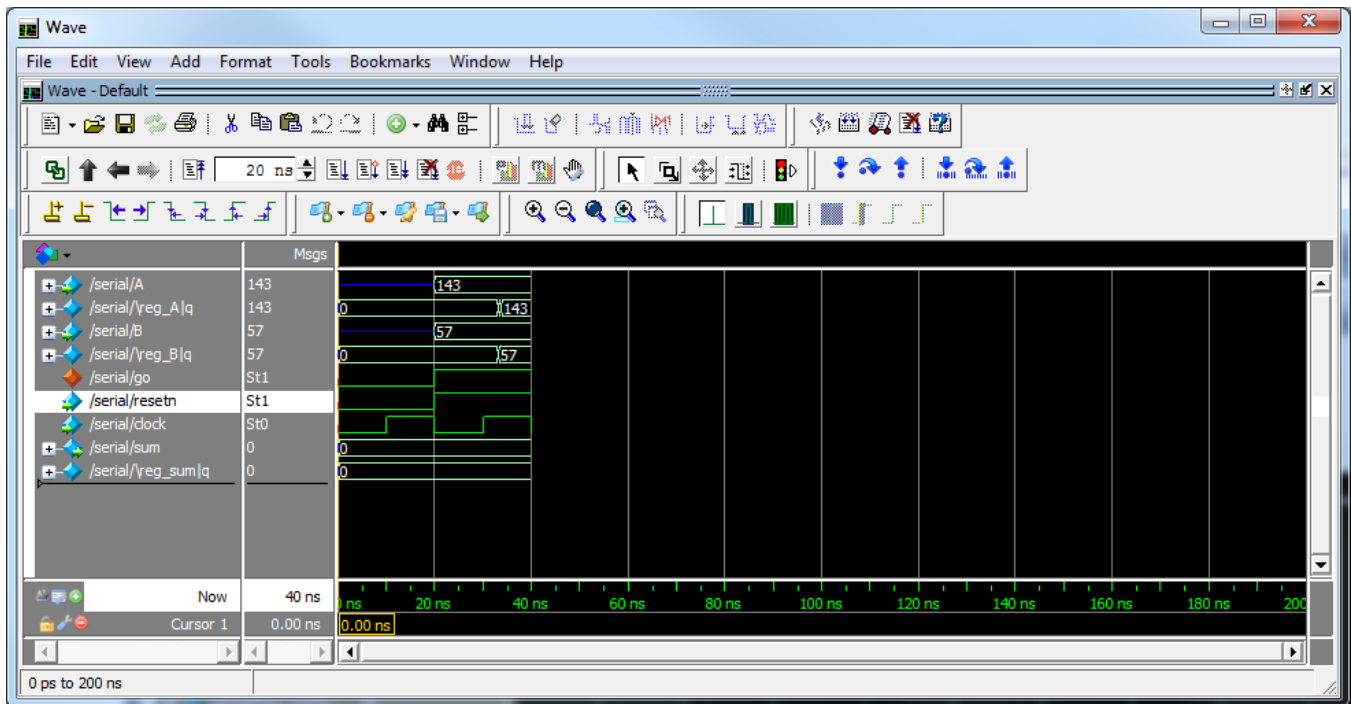 Wave
File Edit View Add Format Tools Bookmarks Window Help
Wave - Default
20 ns
Msgs
/serial/A 143 143
/serial/\reg_A|q 143 0 143
/serial/B 57 57
/serial/\reg_B|q 57 0 57
/serial/go St1
/serial/resetn St1
/serial/clock St0
/serial/sum 0 0
/serial/\reg_sum|q 0 0
Now 40 ns ns 20 ns 40 ns 60 ns 80 ns 100 ns 120 ns 140 ns 160 ns 180 ns 200
Cursor 1 0.00 ns 0.00 ns
0 ps to 200 ns